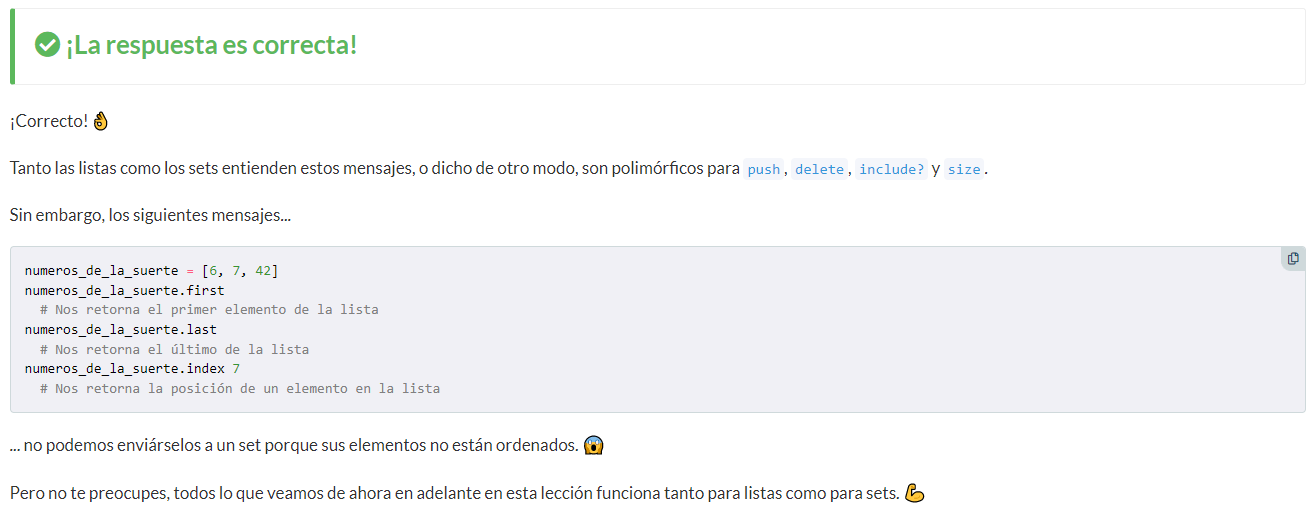 ¡La respuesta es correcta!
¡Correcto! 👌
Tanto las listas como los sets entienden estos mensajes, o dicho de otro modo, son polimórficos para push, delete, include? y size.
Sin embargo, los siguientes mensajes...
numeros_de_la_suerte = [6, 7, 42]
numeros_de_la_suerte.first
  # Nos retorna el primer elemento de la lista
numeros_de_la_suerte.last
  # Nos retorna el último de la lista
numeros_de_la_suerte.index 7
  # Nos retorna la posición de un elemento en la lista
... no podemos enviárselos a un set porque sus elementos no están ordenados. 😱
Pero no te preocupes, todos lo que veamos de ahora en adelante en esta lección funciona tanto para listas como para sets. 💪